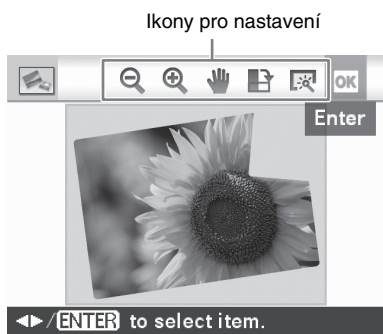 Ikony pro nastavení
OK
Enter
◄►/ENTER to select item.